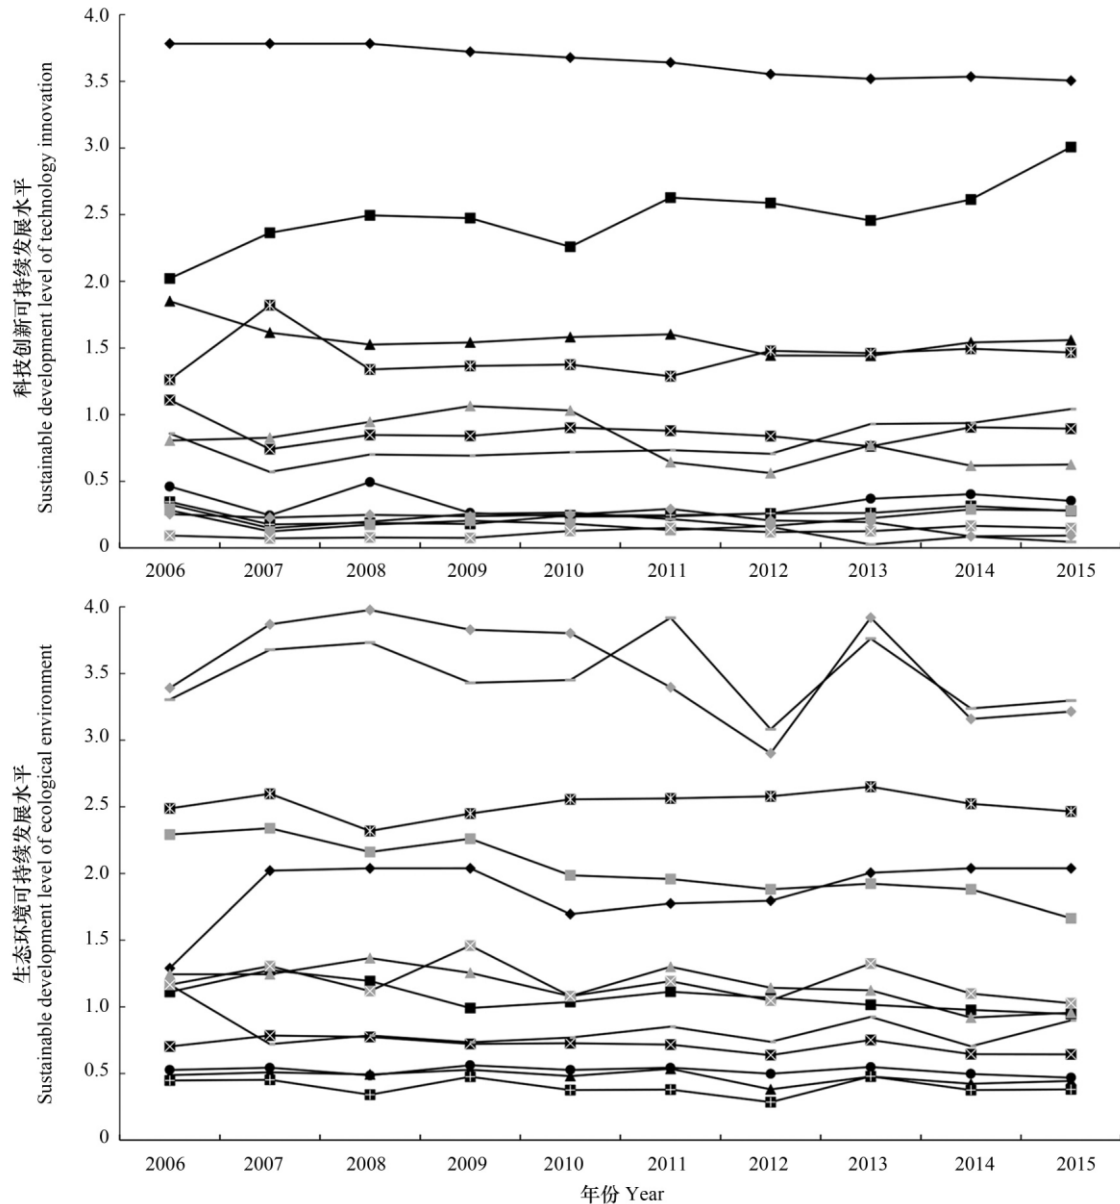 科技创新可持续发展水平
Sustainable development level of technology innovation
4.0
3.5
3.0
2.5
2.0
1.5
1.0
0.5
0
2006 2007 2008 2009 2010 2011 2012 2013 2014 2015
生态环境可持续发展水平
Sustainable development level of ecological environment
4.0
3.5
3.0
2.5
2.0
1.5
1.0
0.5
0
2006 2007 2008 2009 2010 2011 2012 2013 2014 2015
年份 Year